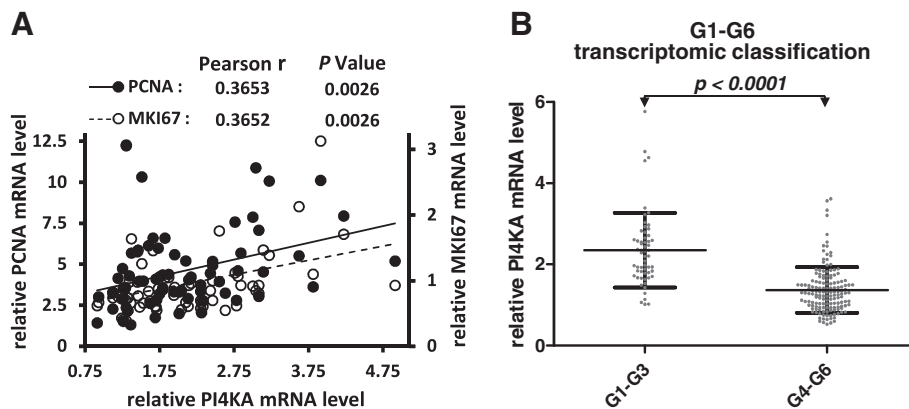 A
Pearson r P Value
PCNA : 0.3653 0.0026
MKI67 : 0.3652 0.0026
relative PCNA mRNA level
12.5
10
7.5
5
2.5
0
3
2
1
0
relative MKI67 mRNA level
0.75 1.75 2.75 3.75 4.75
relative PI4KA mRNA level
B
G1-G6
transcriptomic classification
p < 0.0001
relative PI4KA mRNA level
6
4
2
0
G1-G3
G4-G6